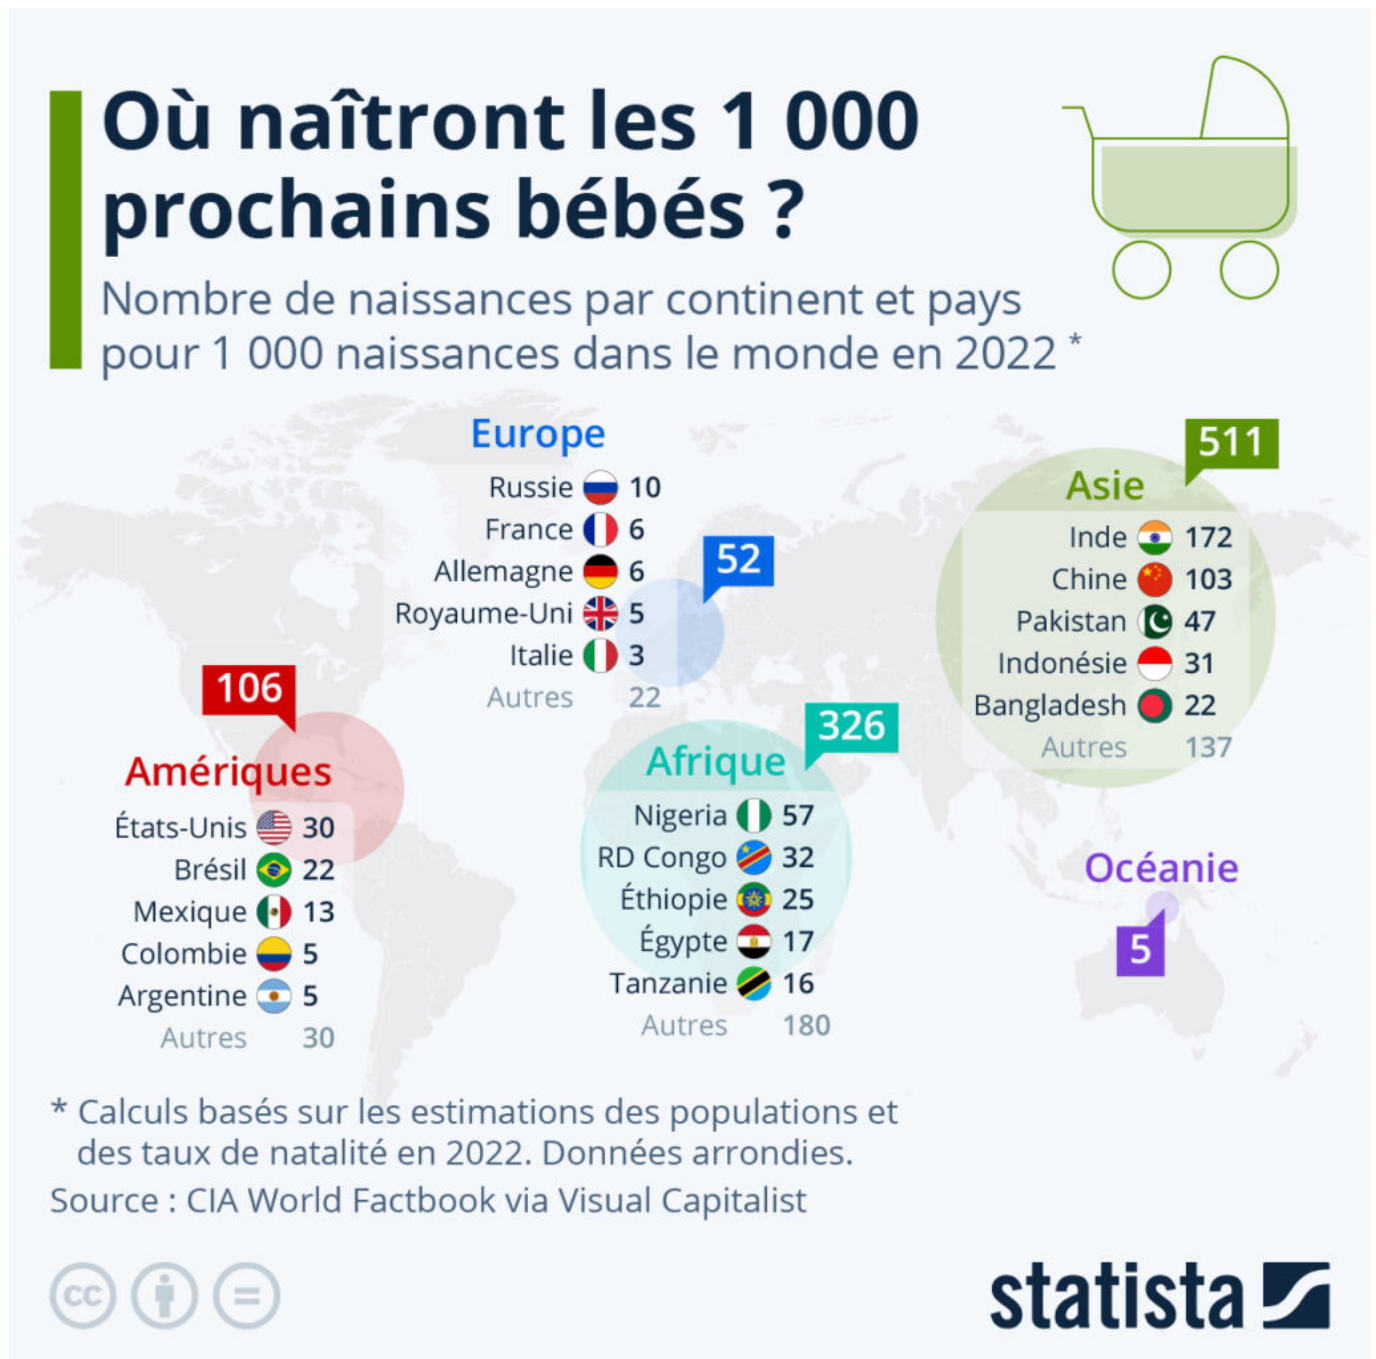 Où naîtront les 1 000
prochains bébés ?
Nombre de naissances par continent et pays
pour 1 000 naissances dans le monde en 2022 *
Europe
Russie 10
France 6
Allemagne 6
Royaume-Uni 5
Italie 3
Autres 22
52
511
Asie
Inde 172
Chine 103
Pakistan 47
Indonésie 31
Bangladesh 22
Autres 137
106
Amériques
États-Unis 30
Brésil 22
Mexique 13
Colombie 5
Argentine 5
Autres 30
326
Afrique
Nigeria 57
RD Congo 32
Éthiopie 25
Égypte 17
Tanzanie 16
Autres 180
Océanie
5
* Calculs basés sur les estimations des populations et
des taux de natalité en 2022. Données arrondies.
Source : CIA World Factbook via Visual Capitalist
cc
statista